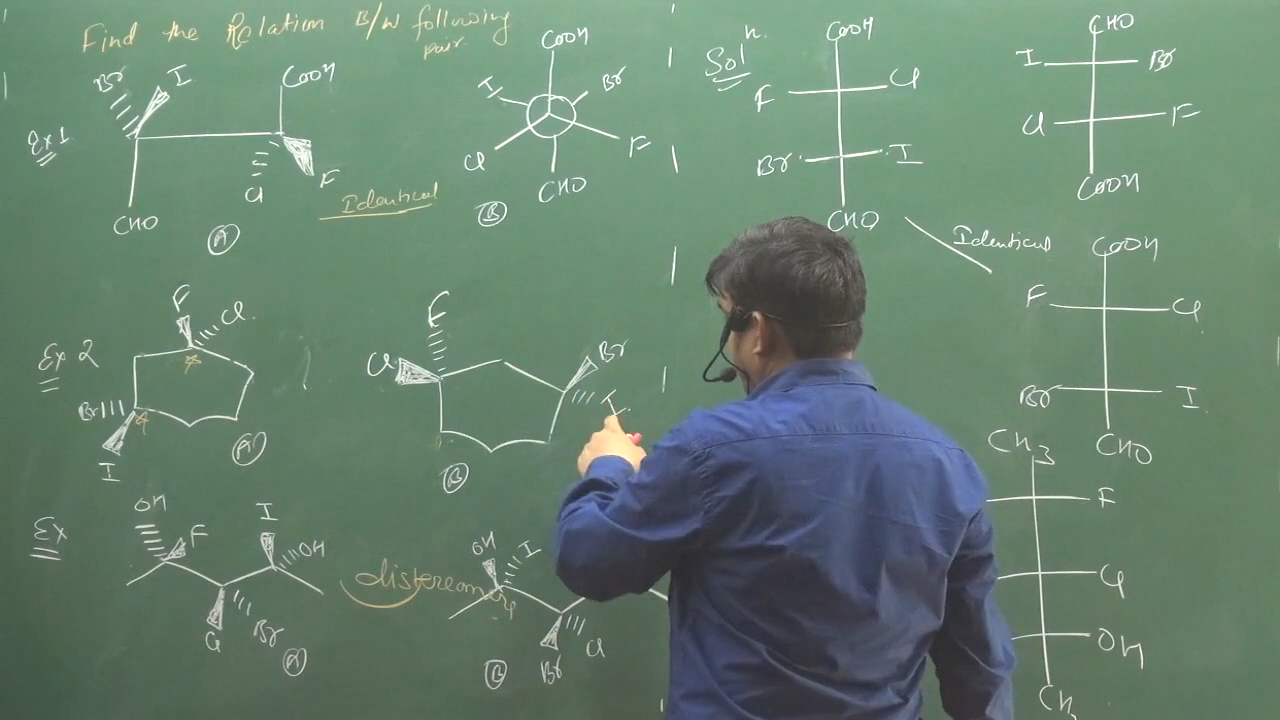 Find the Relation B/W following
pair.
Ex 1
Br I COOH
CHO Cl F
A
Identical
COOH
I Br
Cl F
CHO
B
Solⁿ.
COOH
F Cl
Br I
CHO
CHO
I Br
Cl F
COOH
Identical
COOH
F Cl
Br I
CHO
Ex 2
F Cl
Br
I
A
F
Cl Br
I
B
Ex
OH F I OH
Cl Br
A
distereomers
OH I
Br Cl
B
CH3
F
Cl
OH
CH3